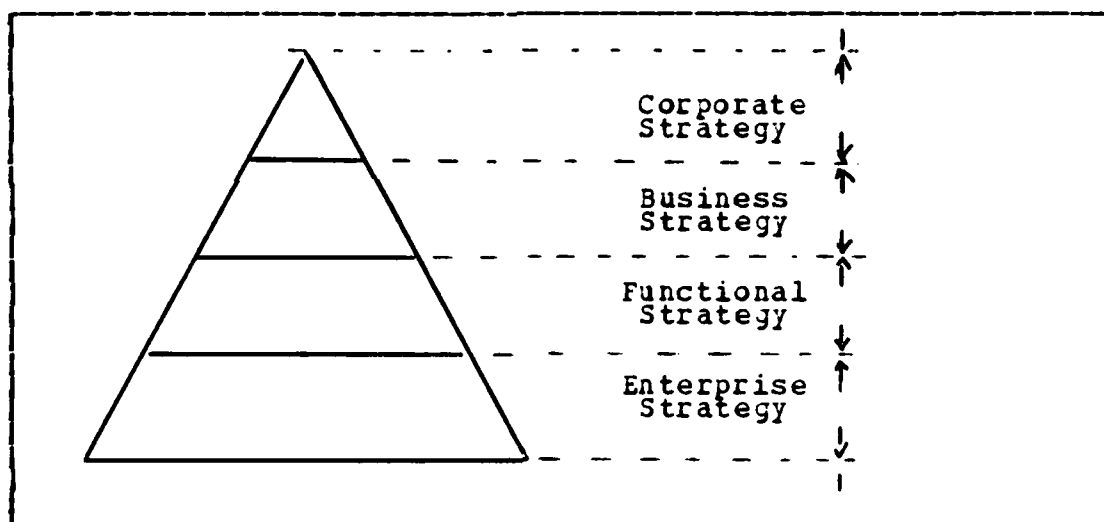 Corporate
Strategy
Business
Strategy
Functional
Strategy
Enterprise
Strategy